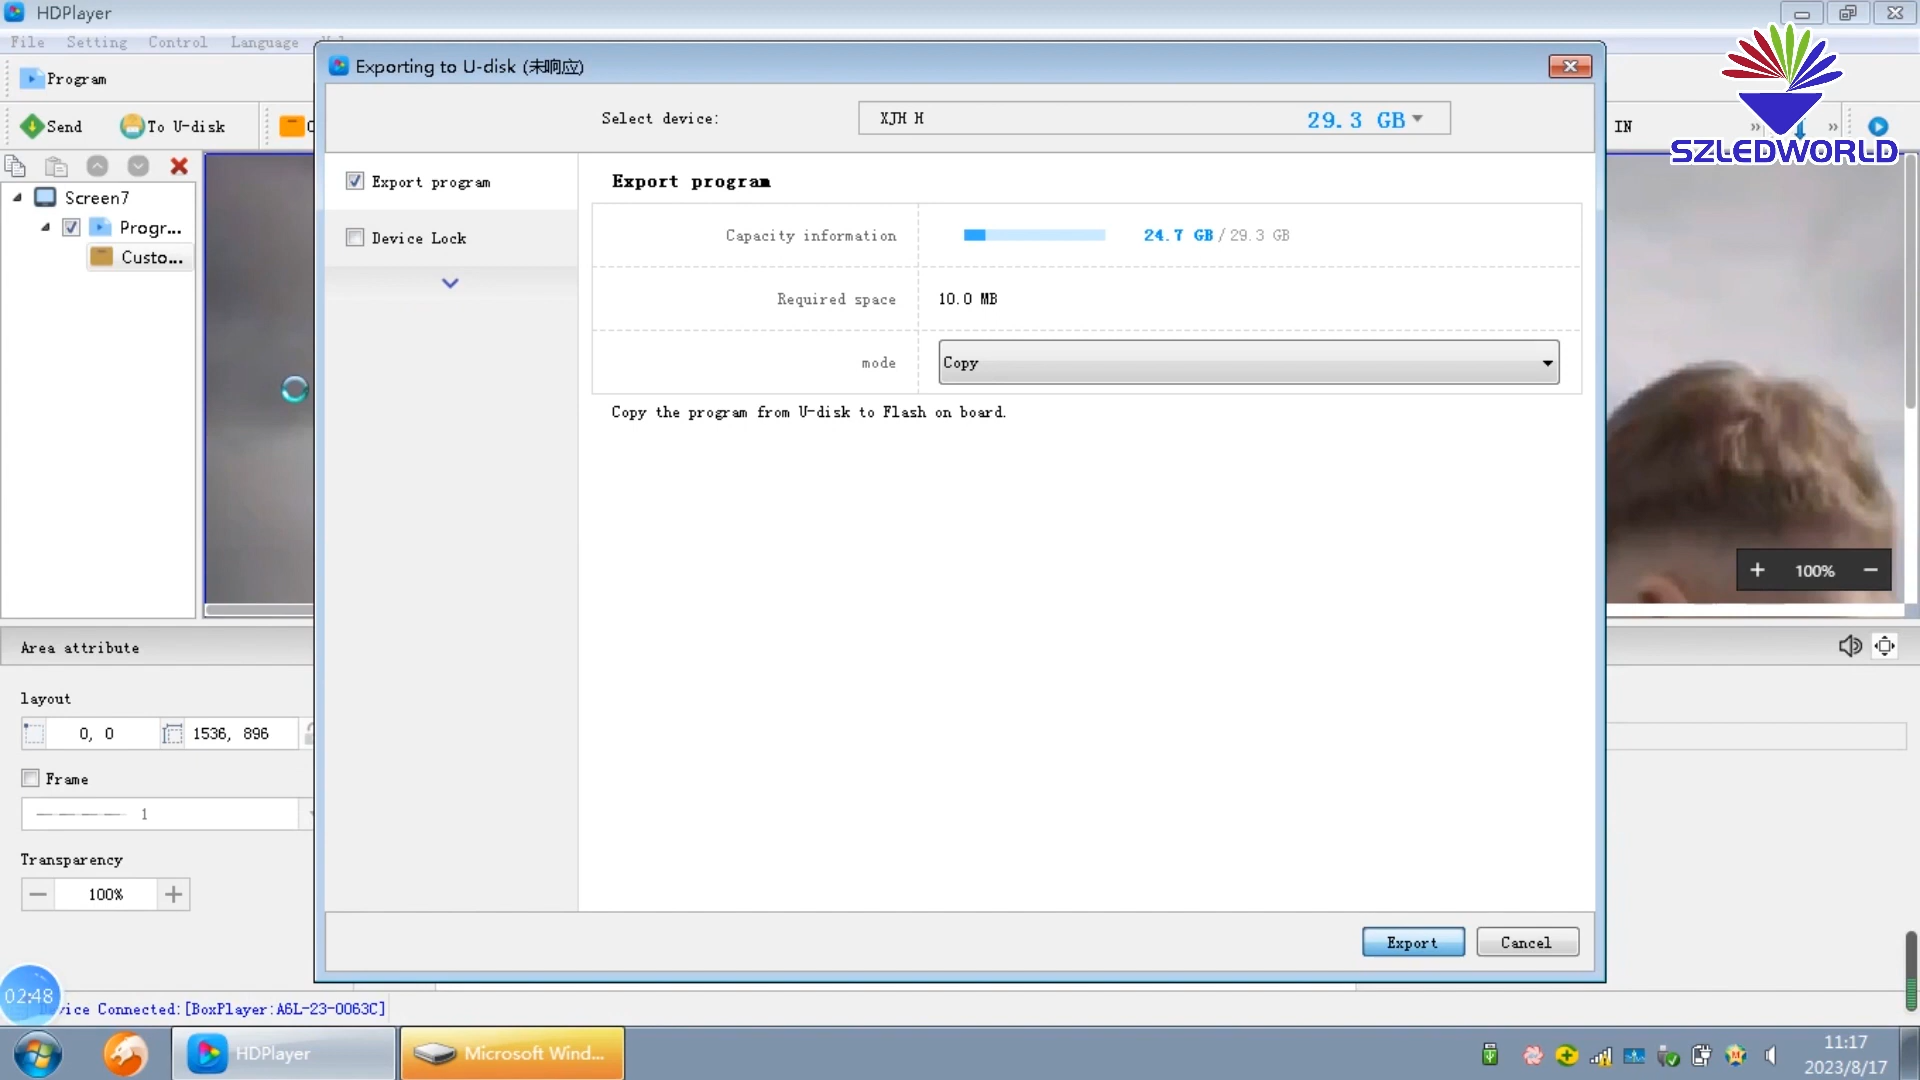 HDPlayer
File Setting Control Language
Exporting to U-disk (未响应)
Program
Select device: XJH H 29.3 GB
Send To U-disk
IN
SZLEDWORLD
Export program
Export program
Screen7
Progr...
Capacity information 24.7 GB/29.3 GB
Device Lock
Custo...
Required space 10.0 MB
mode Copy
Copy the program from U-disk to Flash on board.
100%
Area attribute
layout
0, 0 1536, 896
Frame
1
Transparency
100%
Export Cancel
02:48
Device Connected:[BoxPlayer:A6L-23-0063C]
HDPlayer Microsoft Wind...
11:17
2023/8/17